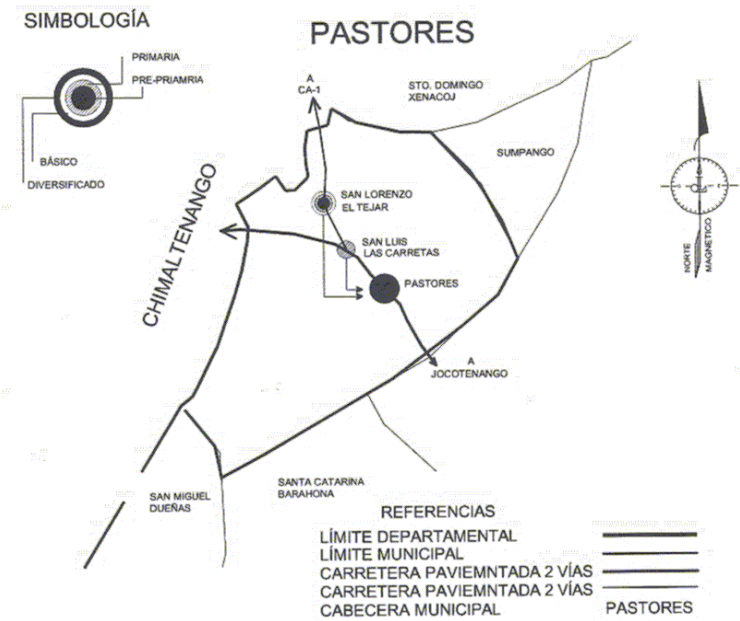 SIMBOLOGÍA
PASTORES
PRIMARIA
PRE-PRIAMRIA
BÁSICO
DIVERSIFICADO
A
CA-1
STO. DOMINGO
XENACOJ
SUMPANGO
SAN LORENZO
EL TEJAR
SAN LUIS
LAS CARRETAS
PASTORES
CHIMALTENANGO
NORTE
MAGNETICO
A
JOCOTENANGO
SANTA CATARINA
BARAHONA
SAN MIGUEL
DUEÑAS
REFERENCIAS
LÍMITE DEPARTAMENTAL
LÍMITE MUNICIPAL
CARRETERA PAVIEMNTADA 2 VÍAS
CARRETERA PAVIEMNTADA 2 VÍAS
CABECERA MUNICIPAL PASTORES